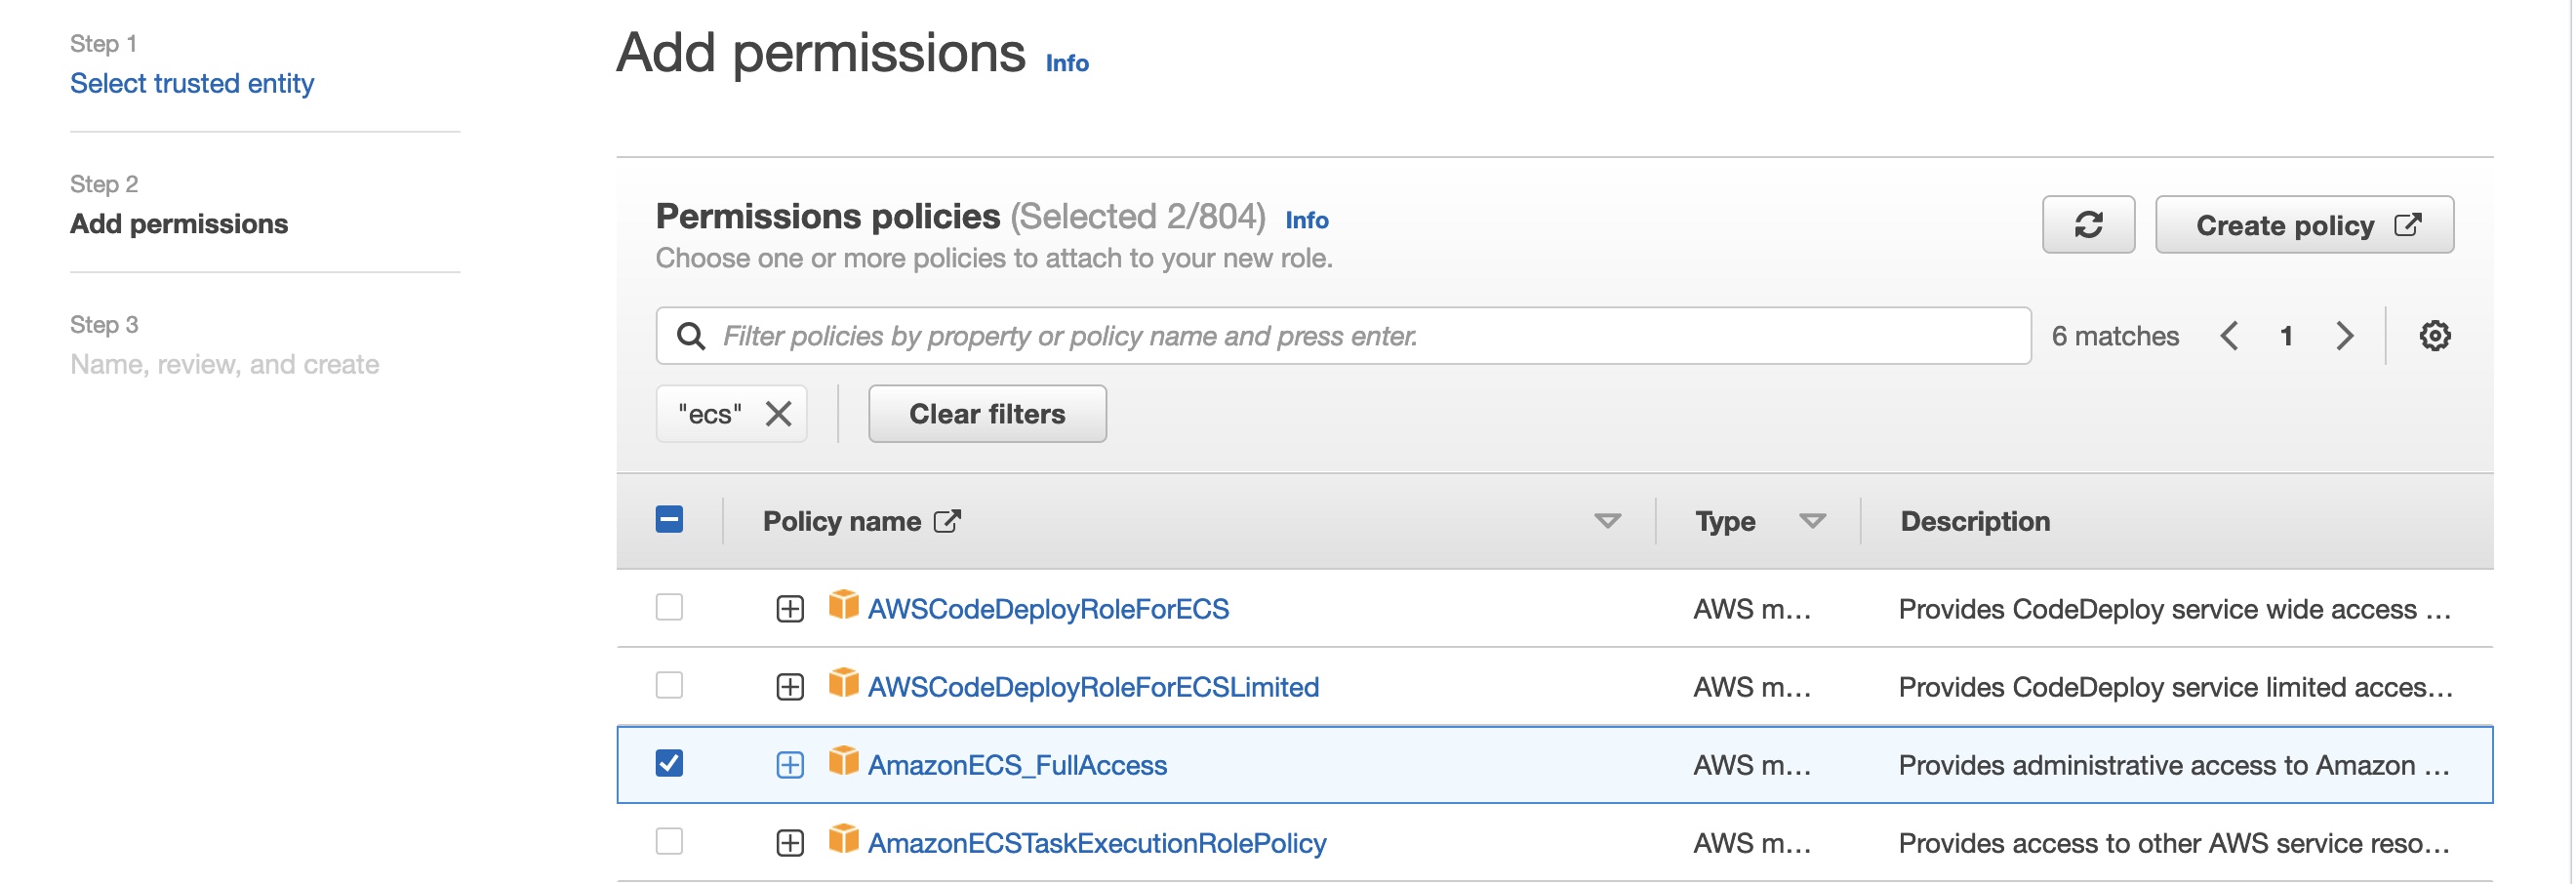 Step 1
Select trusted entity
Step 2
Add permissions
Step 3
Name, review, and create
Add permissions Info
Permissions policies (Selected 2/804) Info
Choose one or more policies to attach to your new role.
Create policy
Filter policies by property or policy name and press enter.
6 matches 1
"ecs" Clear filters
Policy name Type Description
AWSCodeDeployRoleForECS AWS m... Provides CodeDeploy service wide access ...
AWSCodeDeployRoleForECSLimited AWS m... Provides CodeDeploy service limited acces...
AmazonECS_FullAccess AWS m... Provides administrative access to Amazon ...
AmazonECSTaskExecutionRolePolicy AWS m... Provides access to other AWS service reso...